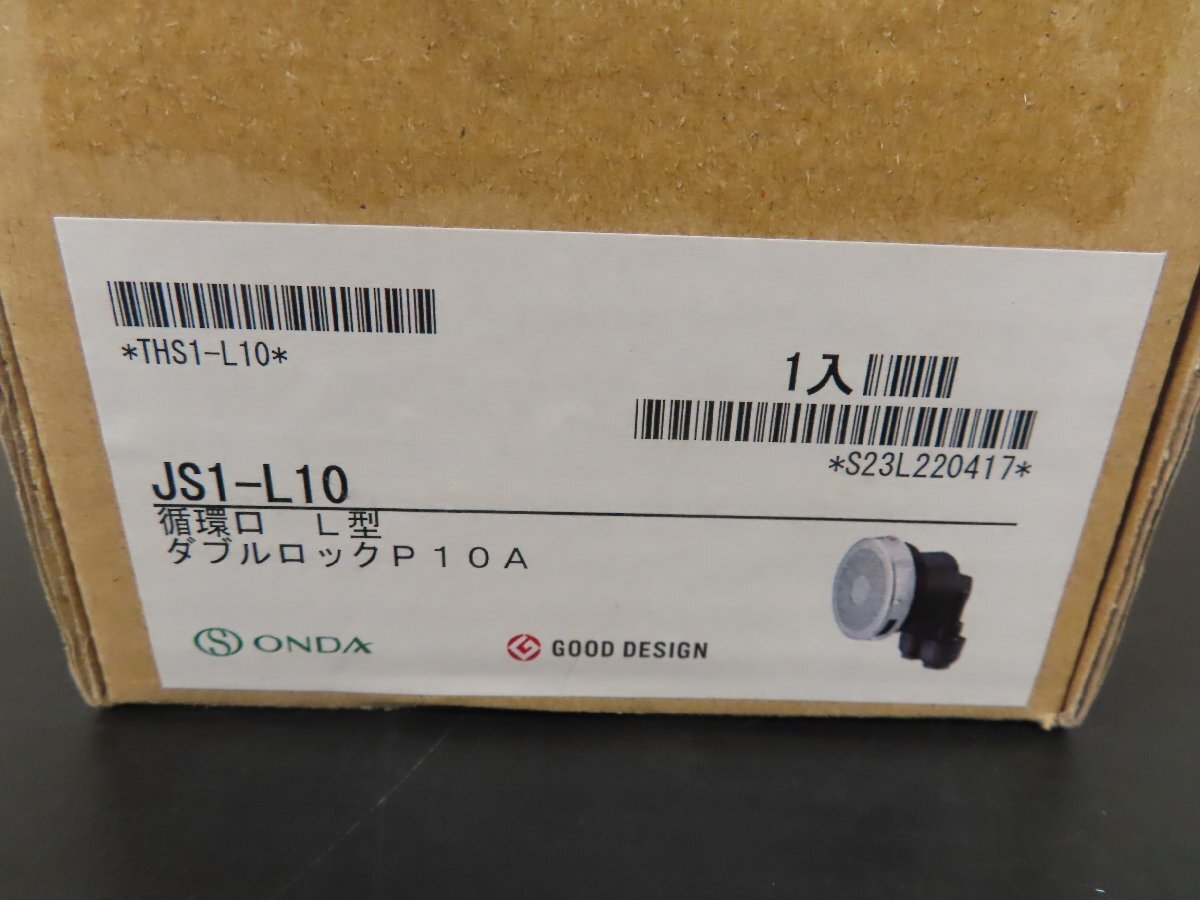 *THS1-L10*
1入
*S23L220417*
JS1-L10
循環口　L型
ダブルロックP10A
ONDA
GOOD DESIGN